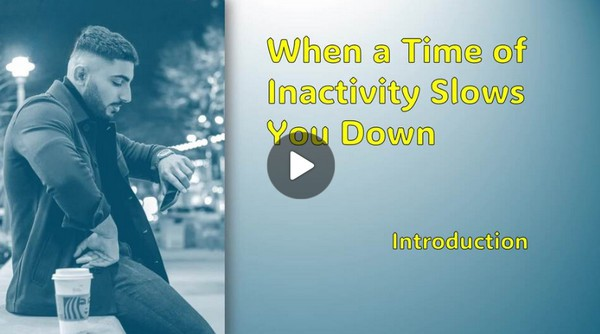 When a Time of
Inactivity Slows
You Down
Introduction